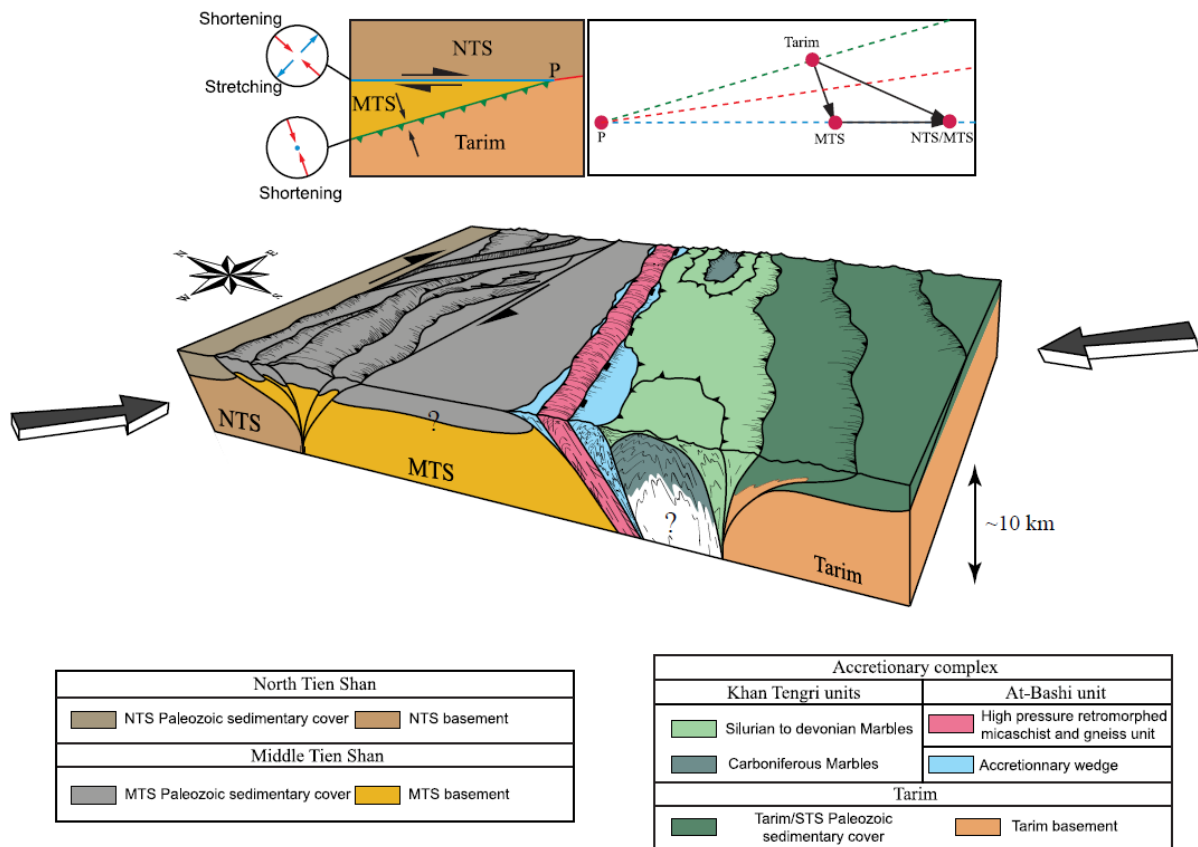 Shortening
Stretching
Shortening
NTS
MTS
P
Tarim
Tarim
P
MTS
NTS/MTS
N
E
W
S
NTS
?
MTS
?
Tarim
~10 km
North Tien Shan
NTS Paleozoic sedimentary cover
NTS basement
Middle Tien Shan
MTS Paleozoic sedimentary cover
MTS basement
Accretionary complex
Khan Tengri units
At-Bashi unit
Silurian to devonian Marbles
High pressure retromorphed
micaschist and gneiss unit
Carboniferous Marbles
Accretionnary wedge
Tarim
Tarim/STS Paleozoic
sedimentary cover
Tarim basement